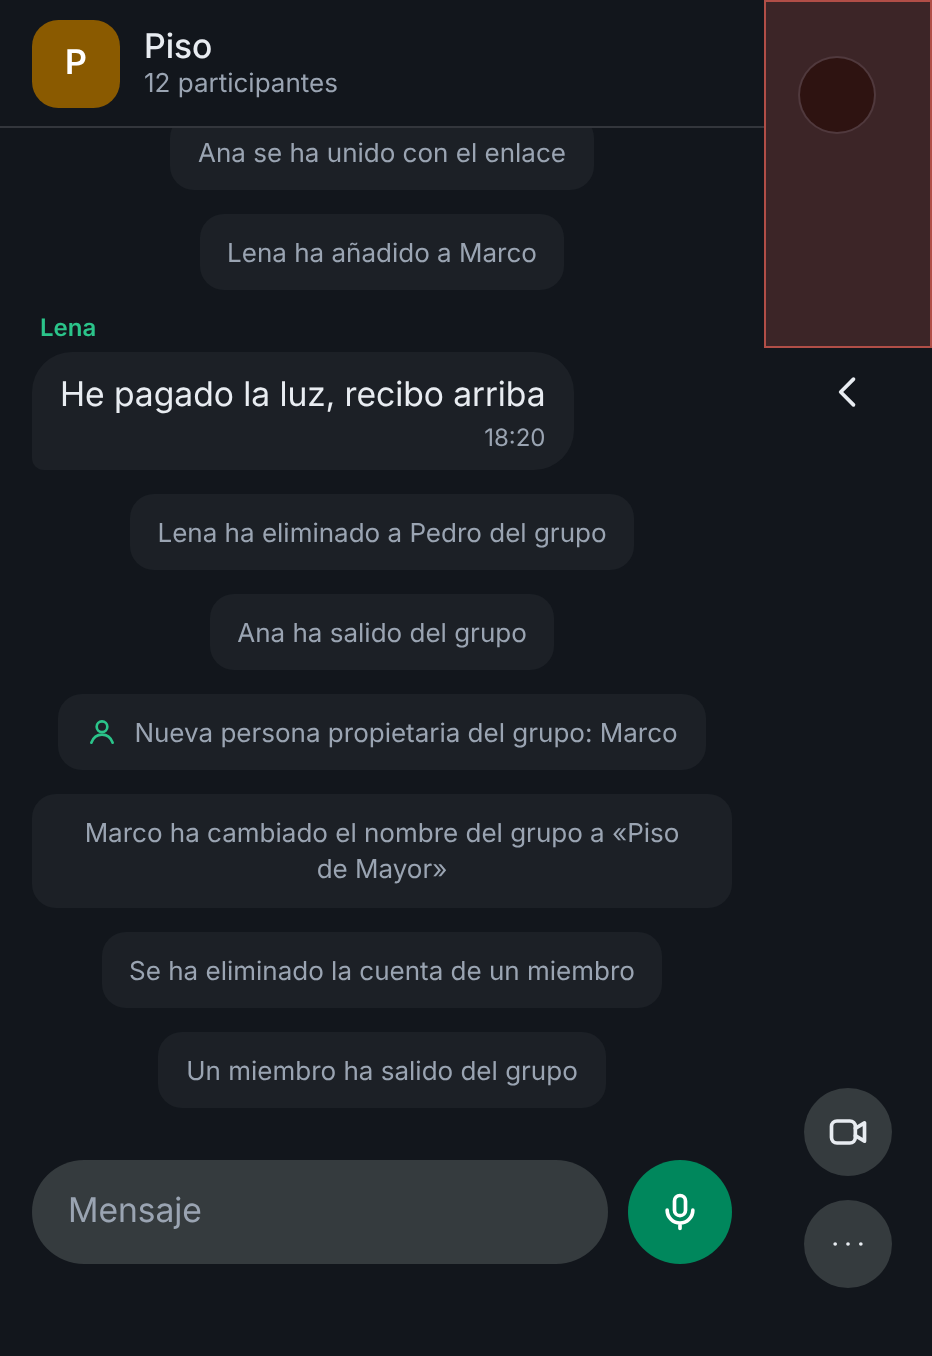 P
Piso
12 participantes
Ana se ha unido con el enlace
Lena ha añadido a Marco
Lena
He pagado la luz, recibo arriba
18:20
Lena ha eliminado a Pedro del grupo
Ana ha salido del grupo
Nueva persona propietaria del grupo: Marco
Marco ha cambiado el nombre del grupo a «Piso
de Mayor»
Se ha eliminado la cuenta de un miembro
Un miembro ha salido del grupo
Mensaje